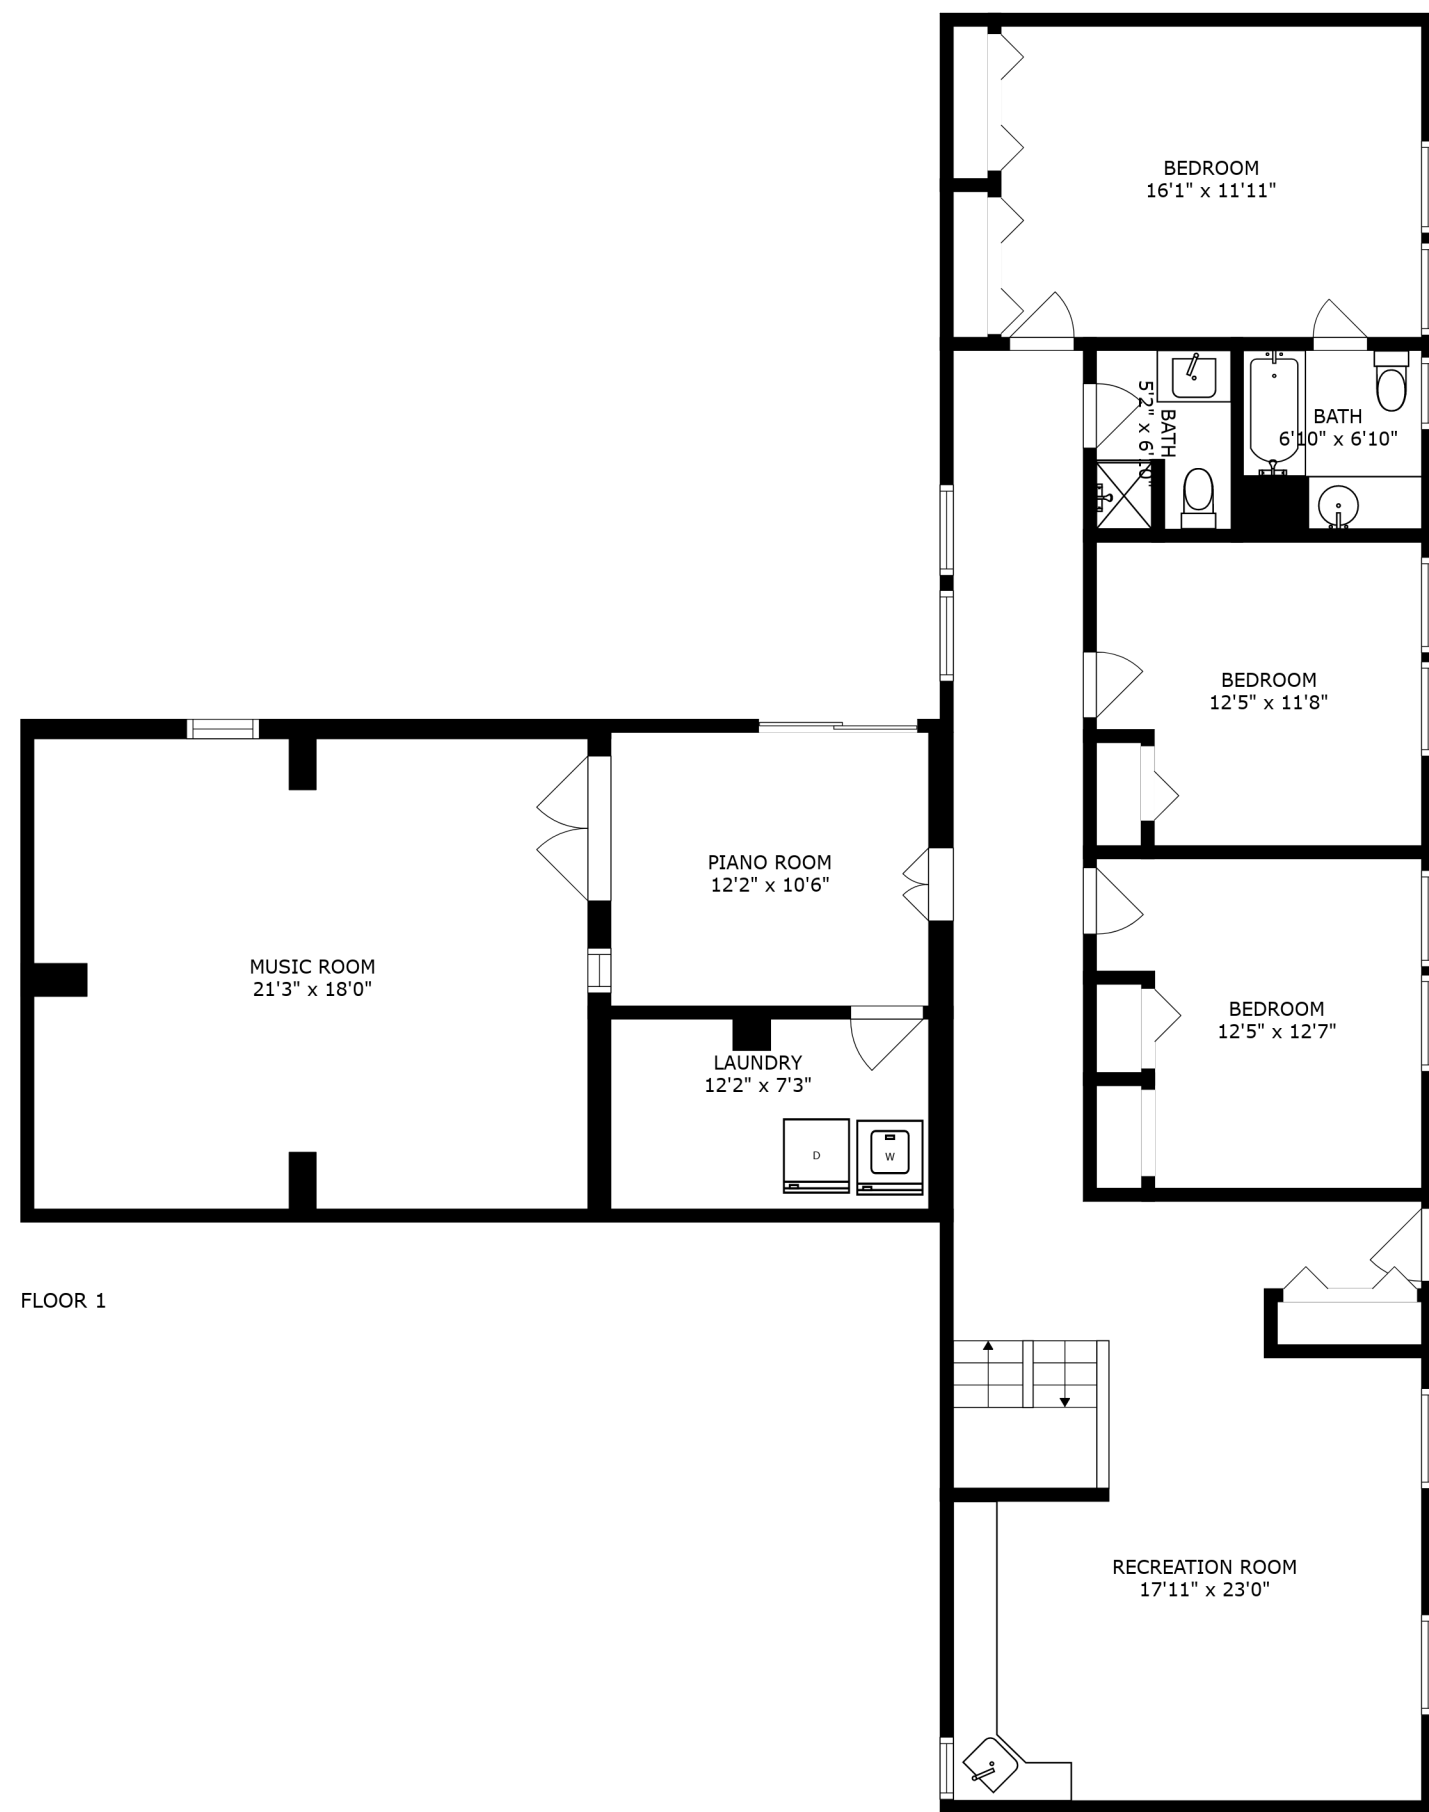 BEDROOM
16'1" x 11'11"
BATH
5'2" x 6'10"
BATH
6'10" x 6'10"
BEDROOM
12'5" x 11'8"
PIANO ROOM
12'2" x 10'6"
MUSIC ROOM
21'3" x 18'0"
BEDROOM
12'5" x 12'7"
LAUNDRY
12'2" x 7'3"
D
W
FLOOR 1
RECREATION ROOM
17'11" x 23'0"